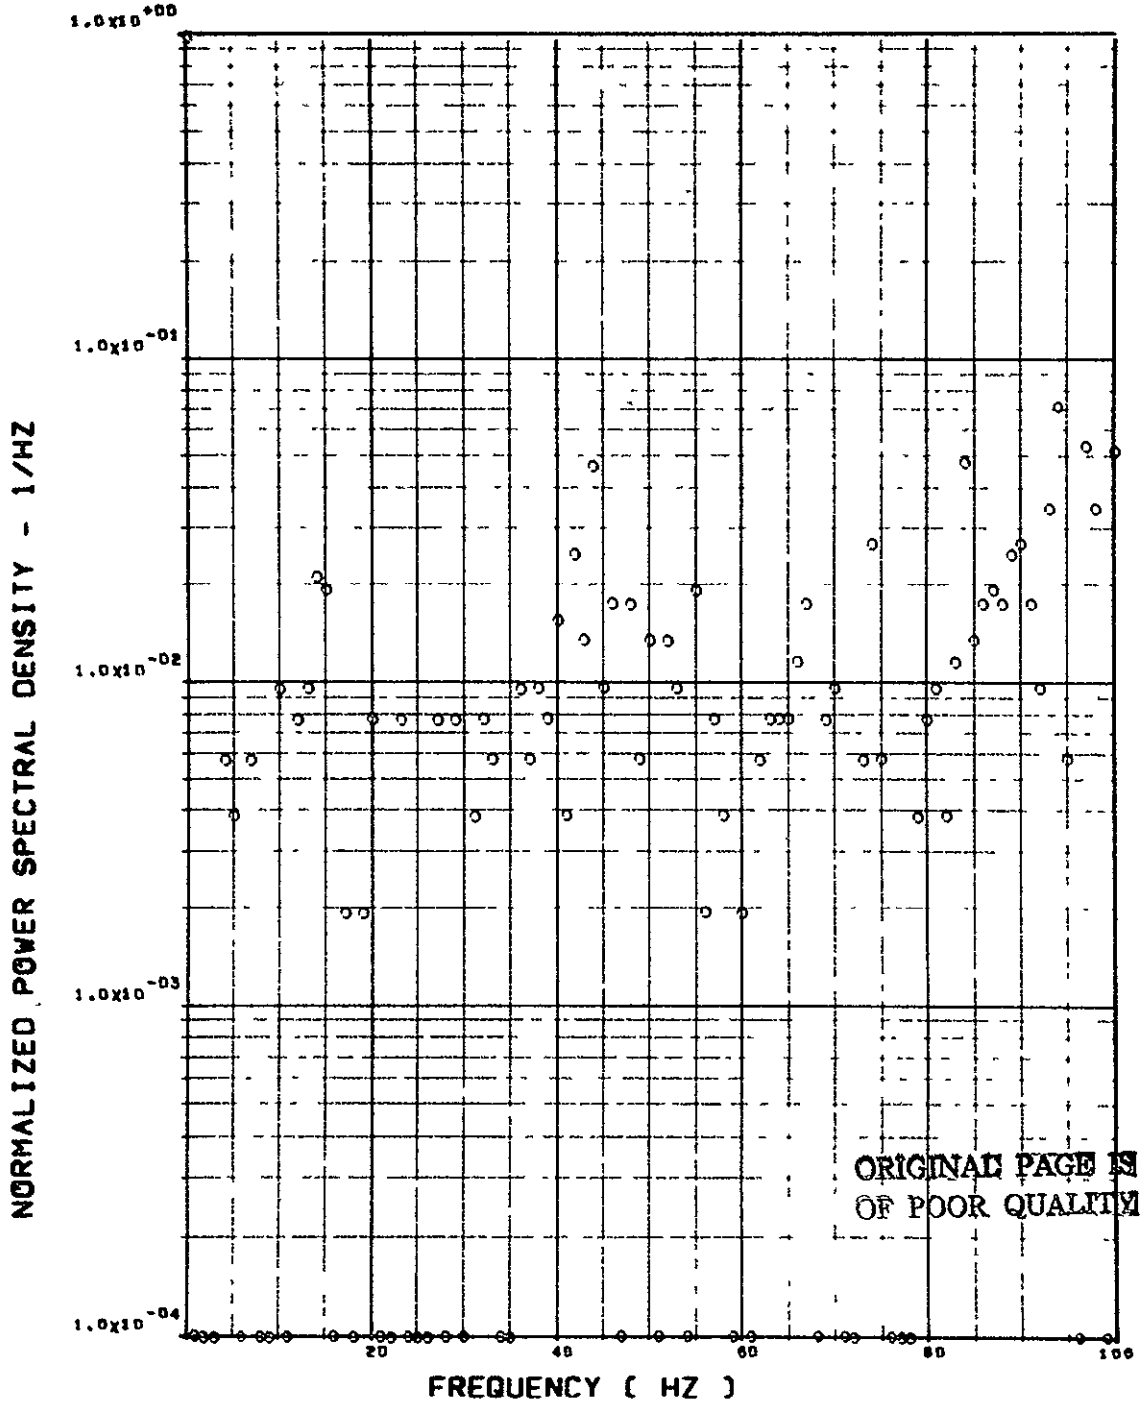 1.0X10+00
1.0X10-01
1.0X10-02
1.0X10-03
1.0X10-04
NORMALIZED POWER SPECTRAL DENSITY - 1/HZ
ORIGINAL PAGE IS
OF POOR QUALITY
20
40
60
80
100
FREQUENCY ( HZ )